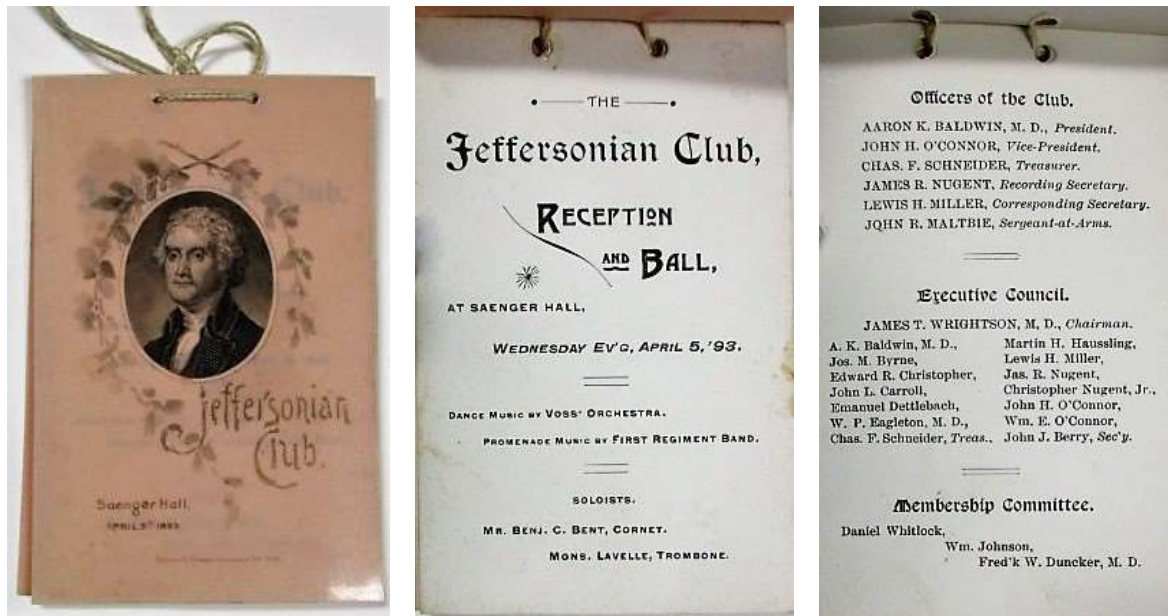 Jeffersonian
Club.
Saenger Hall,
APRIL 5TH 1893
THE
Jeffersonian Club,
RECEPTION
AND BALL,
AT SAENGER HALL,
WEDNESDAY EV'G, APRIL 5, '93.
DANCE MUSIC BY VOSS' ORCHESTRA.
PROMENADE MUSIC BY FIRST REGIMENT BAND.
SOLOISTS.
MR. BENJ. C. BENT, CORNET.
MONS. LAVELLE, TROMBONE.
Officers of the Club.
AARON K. BALDWIN, M. D., President.
JOHN H. O'CONNOR, Vice-President.
CHAS. F. SCHNEIDER, Treasurer.
JAMES R. NUGENT, Recording Secretary.
LEWIS H. MILLER, Corresponding Secretary.
JOHN R. MALTBIE, Sergeant-at-Arms.
Executive Council.
JAMES T. WRIGHTSON, M, D., Chairman.
A. K. Baldwin, M. D., Martin H. Haussling,
Jos. M. Byrne, Lewis H. Miller,
Edward R. Christopher, Jas. R. Nugent,
John L. Carroll, Christopher Nugent, Jr.,
Emanuel Dettlebach, John H. O'Connor,
W. P. Eagleton, M. D., Wm. E. O'Connor,
Chas. F. Schneider, Treas., John J. Berry, Sec'y.
Membership Committee.
Daniel Whitlock,
Wm. Johnson,
Fred'k W. Duncker, M. D.